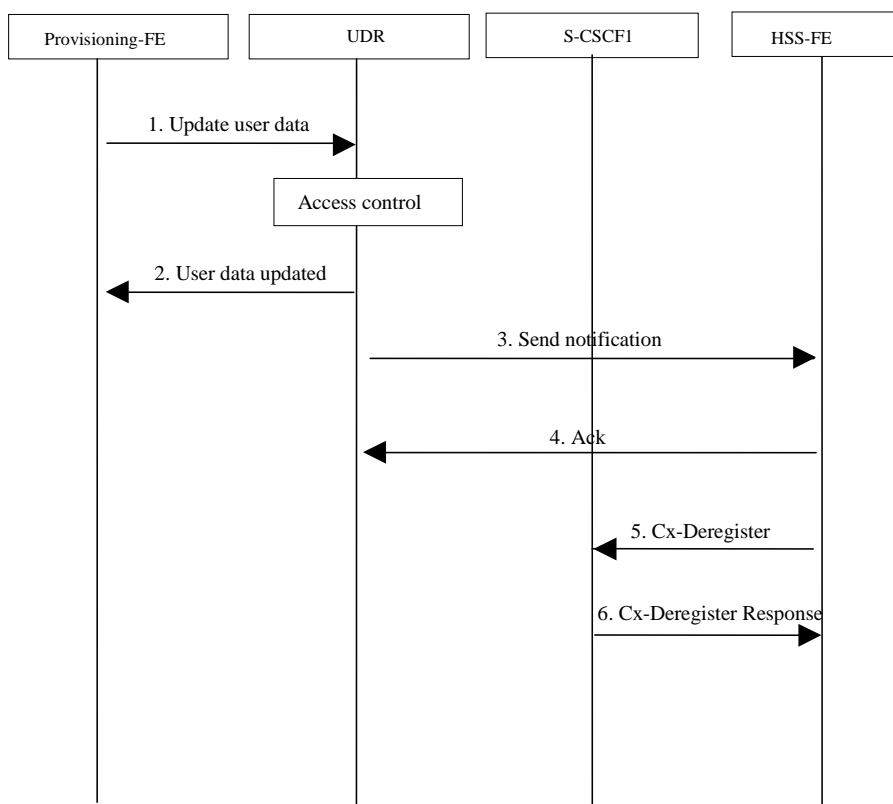 Provisioning-FE
UDR
S-CSCF1
HSS-FE
1. Update user data
Access control
2. User data updated
3. Send notification
4. Ack
5. Cx-Deregister
6. Cx-Deregister Response